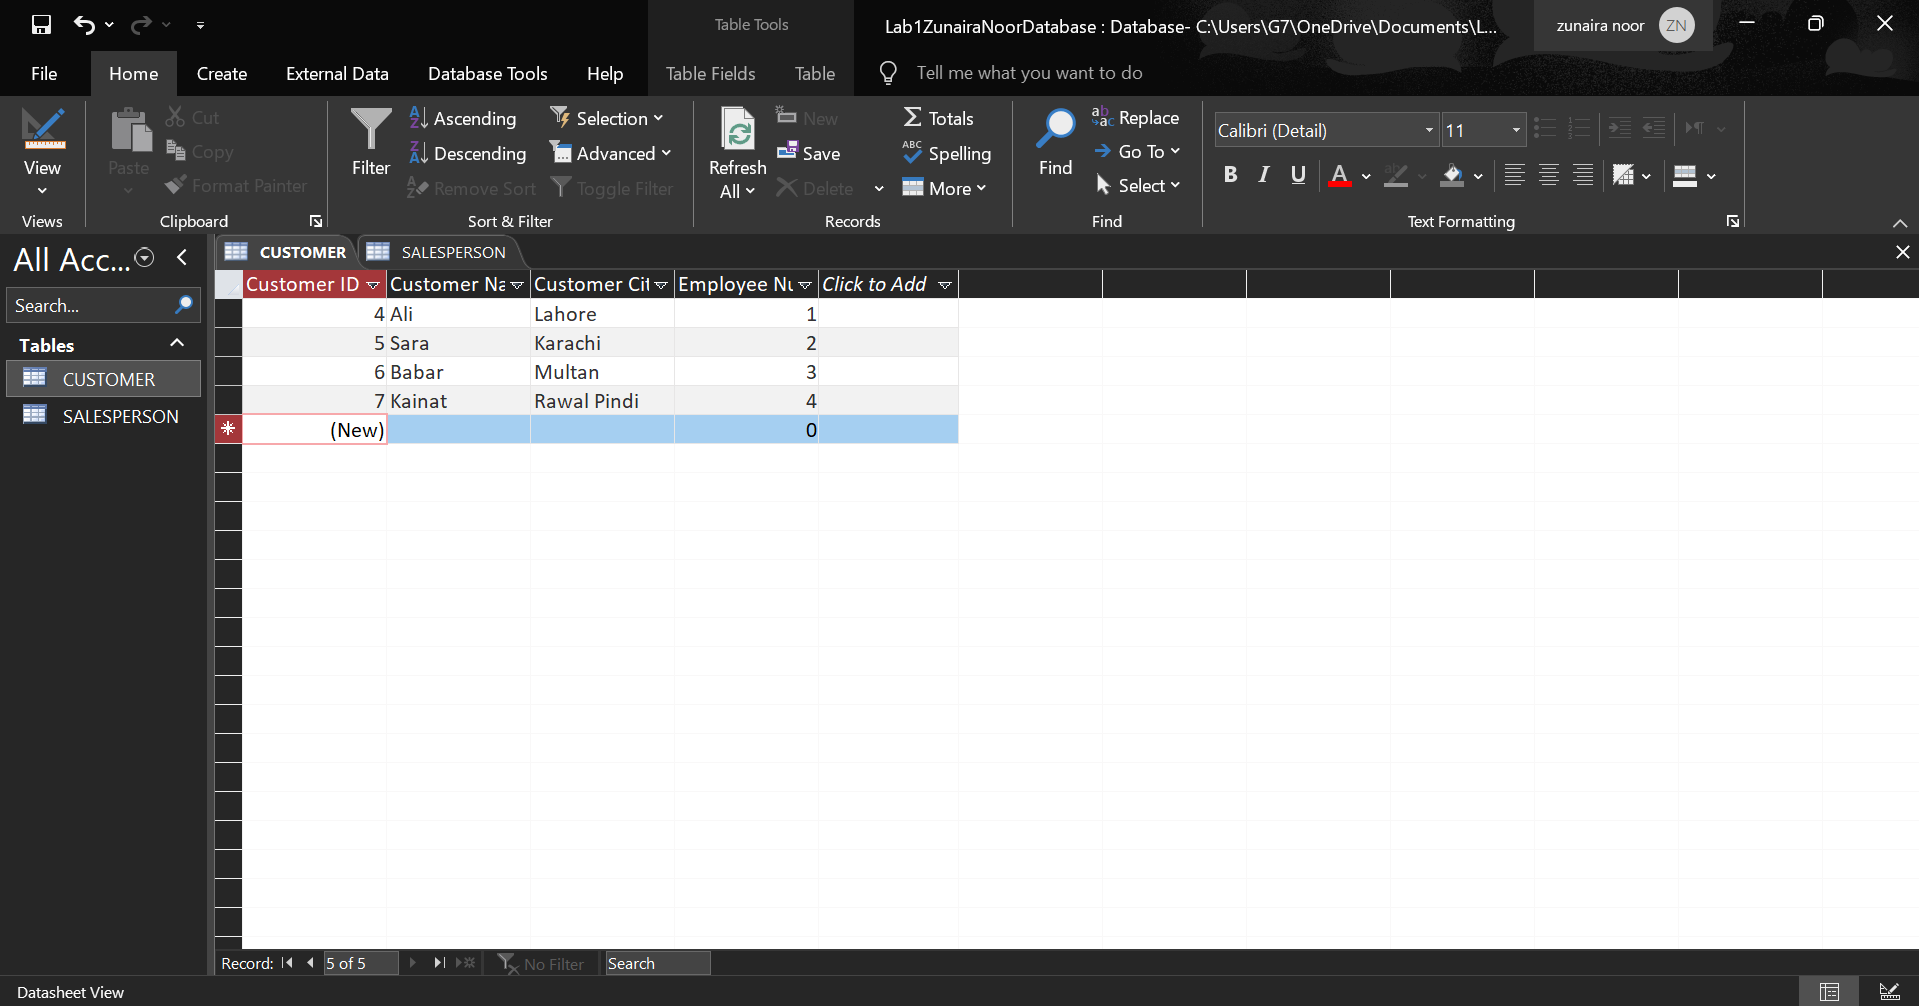 Table Tools
Lab1ZunairaNoorDatabase : Database- C:\Users\G7\OneDrive\Documents\L...
zunaira noor ZN
File Home Create External Data Database Tools Help Table Fields Table Tell me what you want to do
View
Views
Paste
Cut
Copy
Format Painter
Clipboard
Filter
Ascending
Descending
Remove Sort
Selection
Advanced
Toggle Filter
Sort & Filter
Refresh
All
New
Save
Delete
Totals
Spelling
More
Records
Find
Replace
Go To
Select
Find
Calibri (Detail) 11
B I U A
Text Formatting
All Acc...
Search...
Tables
CUSTOMER
SALESPERSON
CUSTOMER SALESPERSON
Customer ID Customer Na Customer Cit Employee Nu Click to Add
4 Ali Lahore 1
5 Sara Karachi 2
6 Babar Multan 3
7 Kainat Rawal Pindi 4
(New) 0
Record: 5 of 5 No Filter Search
Datasheet View